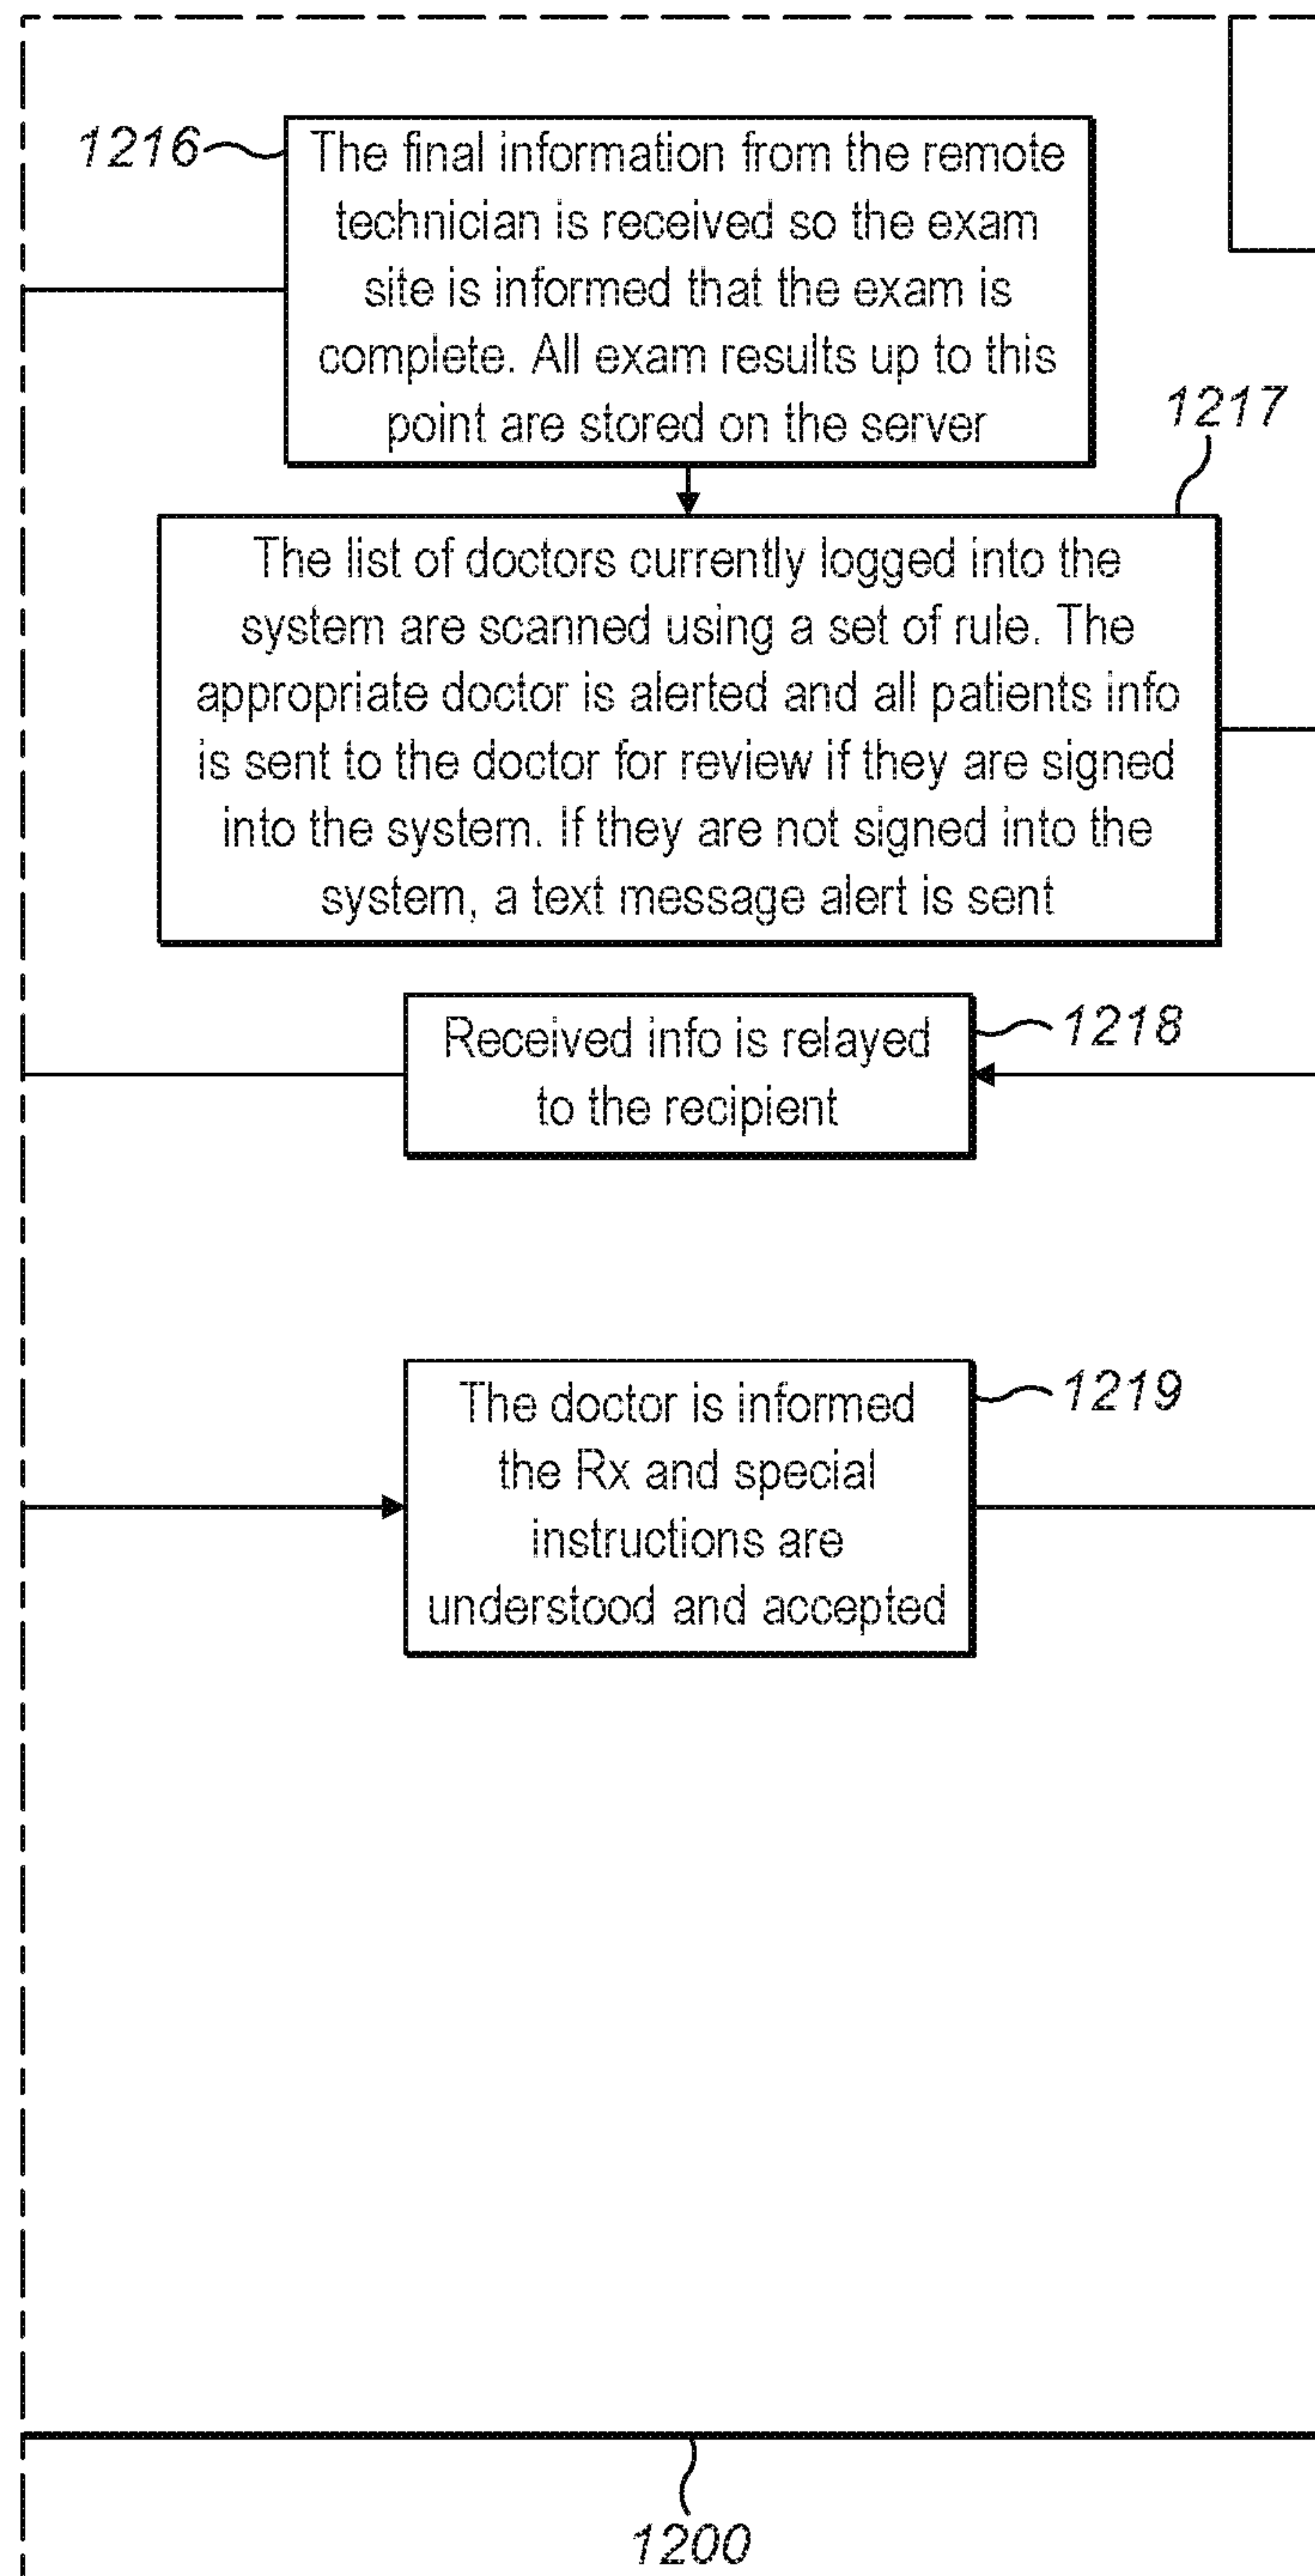 1216
The final information from the remote
technician is received so the exam
site is informed that the exam is
complete. All exam results up to this
point are stored on the server
1217
The list of doctors currently logged into the
system are scanned using a set of rule. The
appropriate doctor is alerted and all patients info
is sent to the doctor for review if they are signed
into the system. If they are not signed into the
system, a text message alert is sent
Received info is relayed
to the recipient
1218
The doctor is informed
the Rx and special
instructions are
understood and accepted
1219
1200